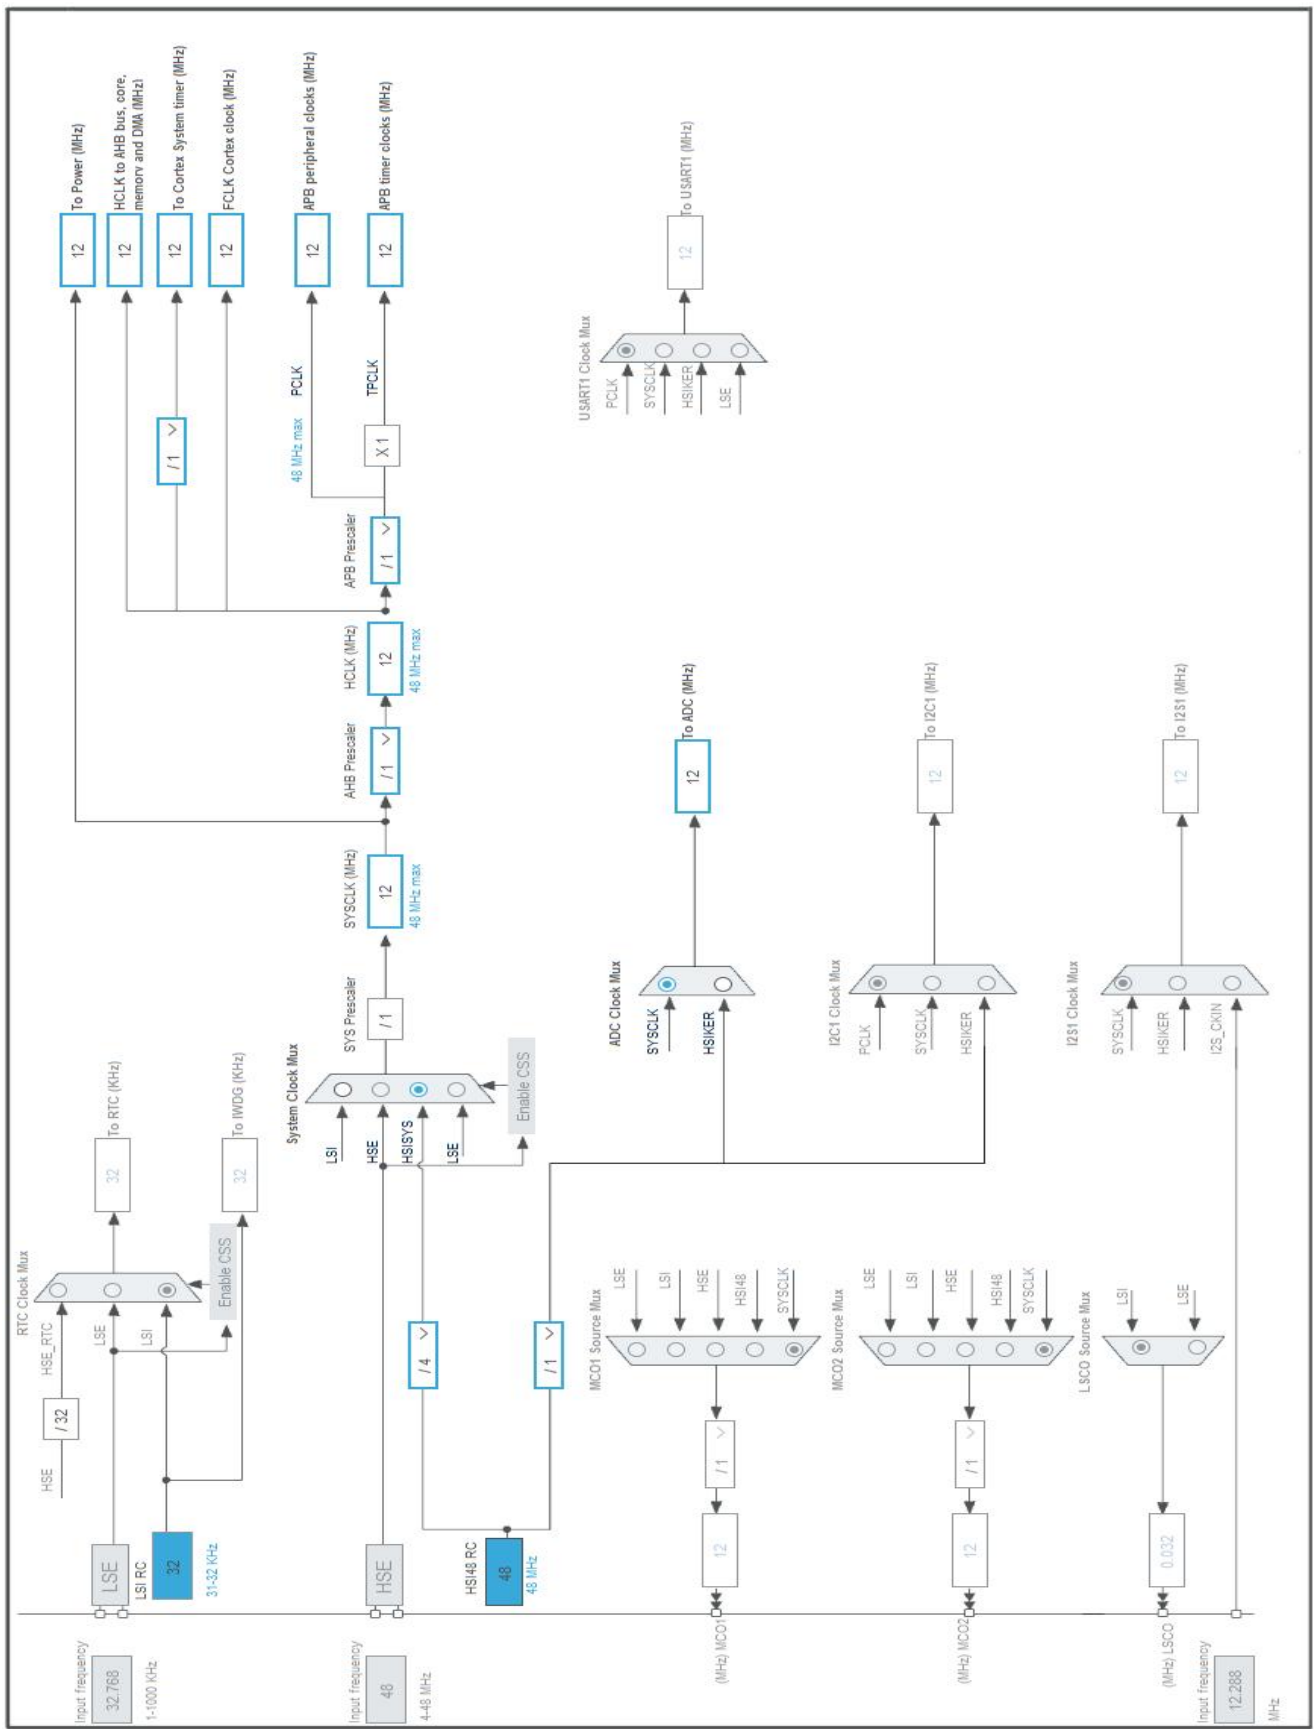 Input frequency
32.768
1-1000 KHz
LSE
LSI RC
32
31-32 KHz
HSE
/ 32
HSE_RTC
LSE
LSI
RTC Clock Mux
Enable CSS
32
To RTC (KHz)
32
To IWDG (KHz)
Input frequency
48
4-48 MHz
HSE
HSI48 RC
48
48 MHz
/ 4
/ 1
System Clock Mux
LSI
HSE
HSISYS
LSE
Enable CSS
SYS Prescaler
/ 1
SYSCLK (MHz)
12
48 MHz max
AHB Prescaler
/ 1
HCLK (MHz)
12
48 MHz max
APB Prescaler
/ 1
/ 1
X 1
48 MHz max
PCLK
TPCLK
12
To Power (MHz)
12
HCLK to AHB bus, core,
memory and DMA (MHz)
12
To Cortex System timer (MHz)
12
FCLK Cortex clock (MHz)
12
APB peripheral clocks (MHz)
12
APB timer clocks (MHz)
ADC Clock Mux
SYSCLK
HSIKER
12
To ADC (MHz)
USART1 Clock Mux
PCLK
SYSCLK
HSIKER
LSE
12
To USART1 (MHz)
I2C1 Clock Mux
PCLK
SYSCLK
HSIKER
12
To I2C1 (MHz)
I2S1 Clock Mux
SYSCLK
HSIKER
I2S_CKIN
12
To I2S1 (MHz)
MCO1 Source Mux
LSE
LSI
HSE
HSI48
SYSCLK
/ 1
12
(MHz) MCO1
MCO2 Source Mux
LSE
LSI
HSE
HSI48
SYSCLK
/ 1
12
(MHz) MCO2
LSCO Source Mux
LSI
LSE
0.032
(MHz) LSCO
Input frequency
12.288
MHz